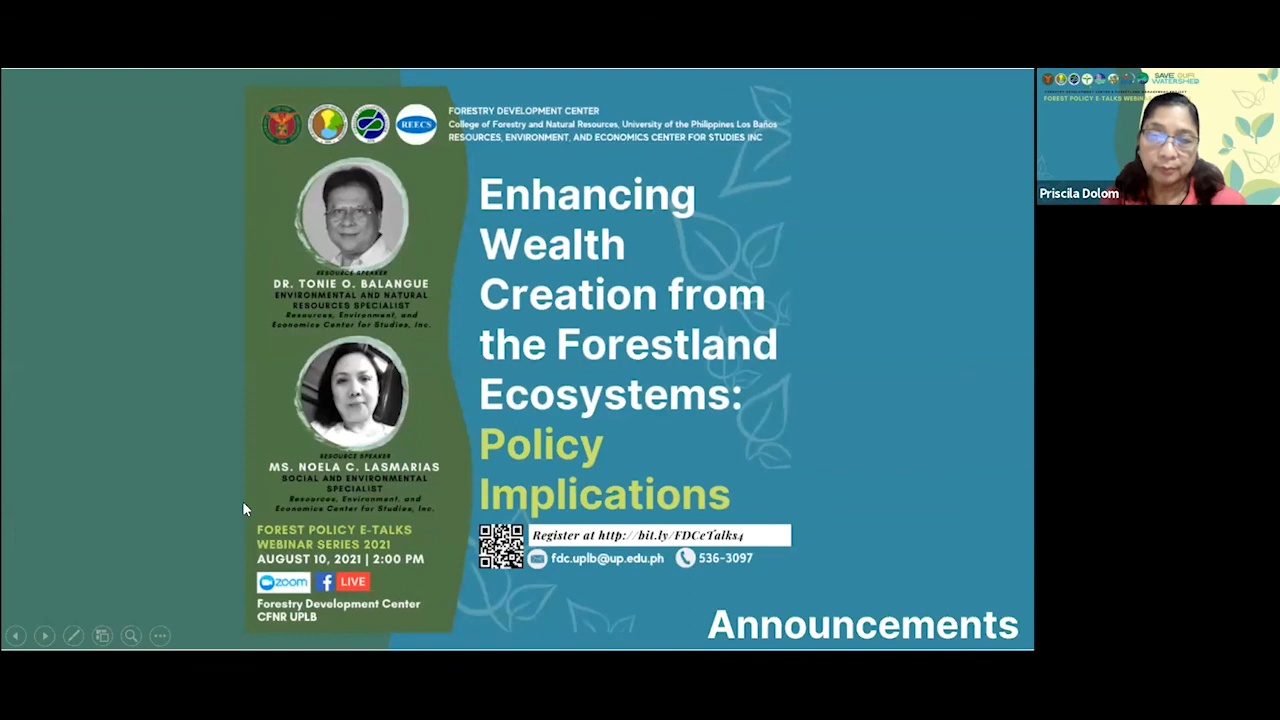 FORESTRY DEVELOPMENT CENTER
College of Forestry and Natural Resources, University of the Philippines Los Baños
RESOURCES, ENVIRONMENT, AND ECONOMICS CENTER FOR STUDIES INC
REECS
RESOURCE SPEAKER
DR. TONIE O. BALANGUE
ENVIRONMENTAL AND NATURAL
RESOURCES SPECIALIST
Resources, Environment, and
Economics Center for Studies, Inc.
RESOURCE SPEAKER
MS. NOELA C. LASMARIAS
SOCIAL AND ENVIRONMENTAL
SPECIALIST
Resources, Environment, and
Economics Center for Studies, Inc.
FOREST POLICY E-TALKS
WEBINAR SERIES 2021
AUGUST 10, 2021 | 2:00 PM
zoom
LIVE
Forestry Development Center
CFNR UPLB
Enhancing
Wealth
Creation from
the Forestland
Ecosystems:
Policy
Implications
Register at http://bit.ly/FDCeTalks4
fdc.uplb@up.edu.ph
536-3097
Announcements
SAVE OUR
WATERSHED
FOREST POLICY E-TALKS
Priscila Dolom